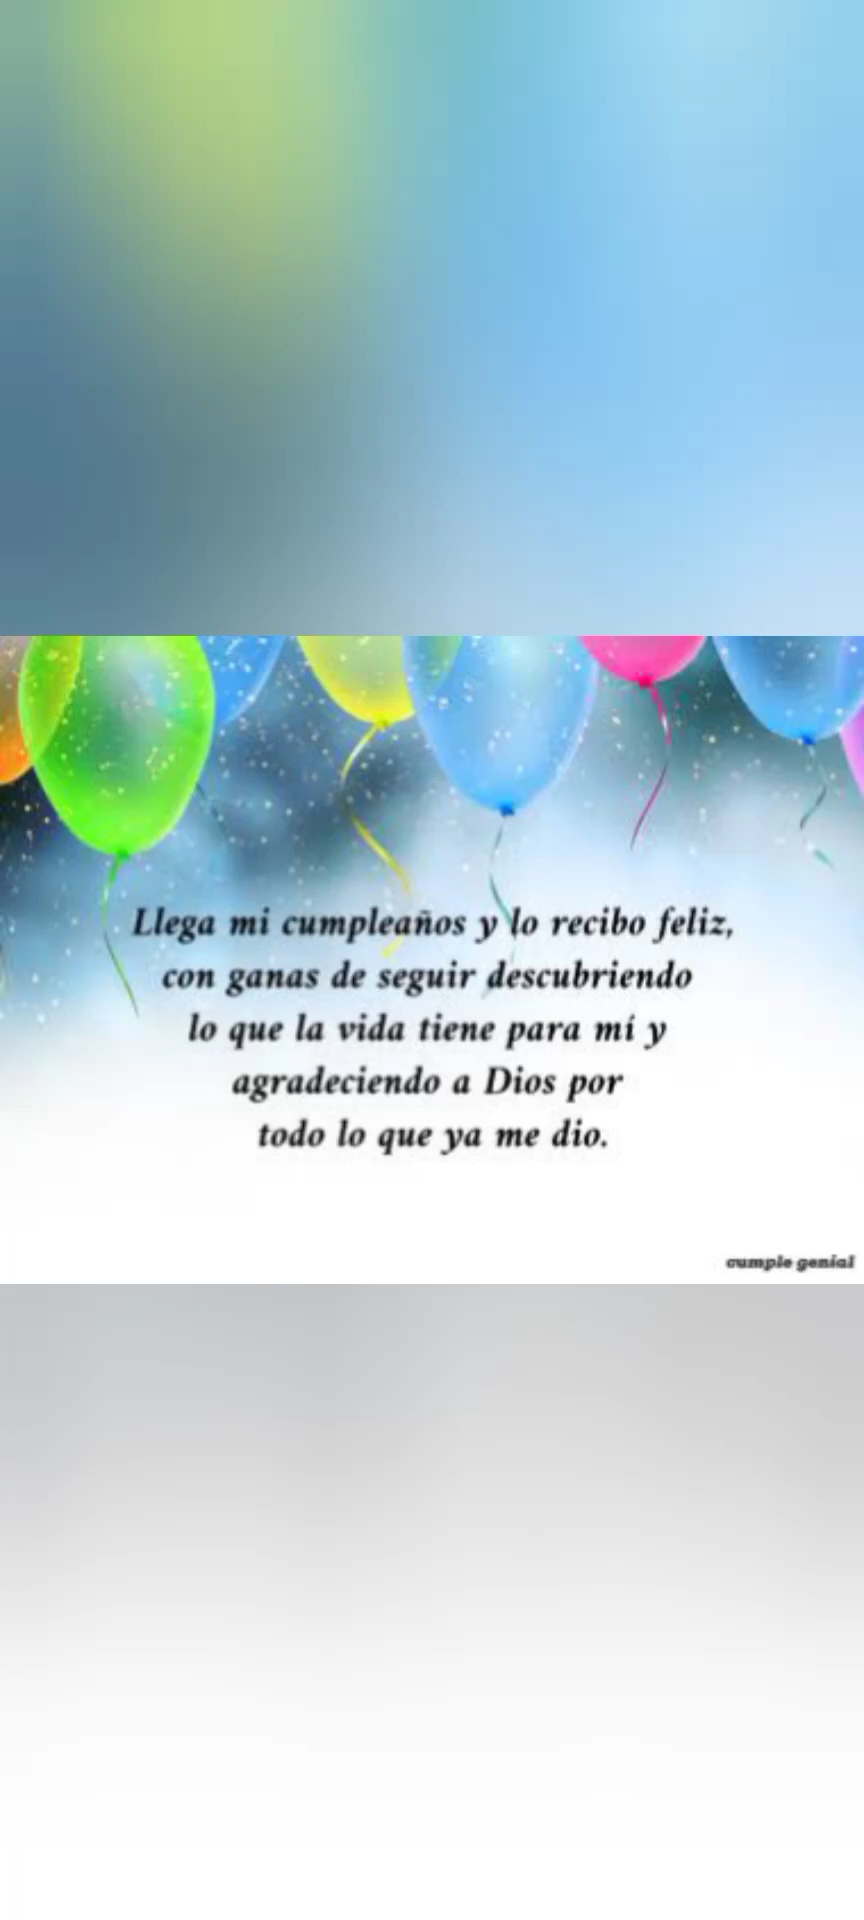 Llega mi cumpleaños y lo recibo feliz,
con ganas de seguir descubriendo
lo que la vida tiene para mí y
agradeciendo a Dios por
todo lo que ya me dio.
cumple genial